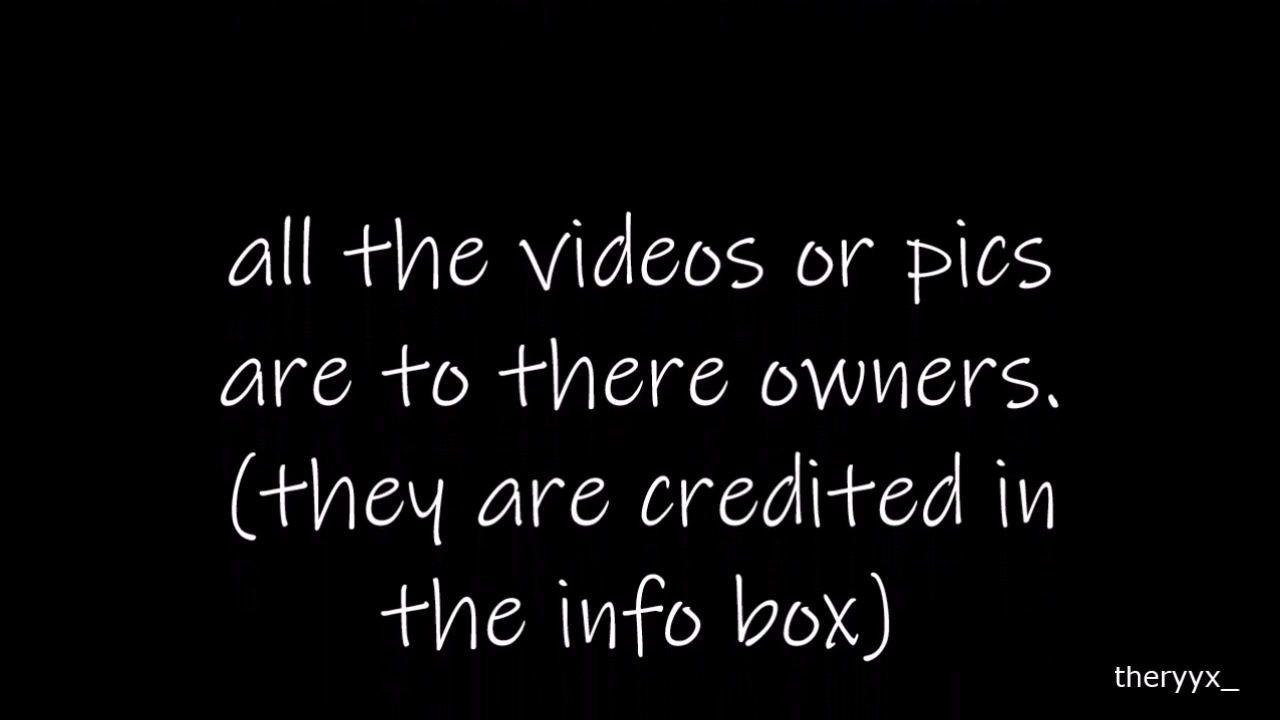 all the videos or pics
are to there owners.
(they are credited in
the info box)
theryyx_